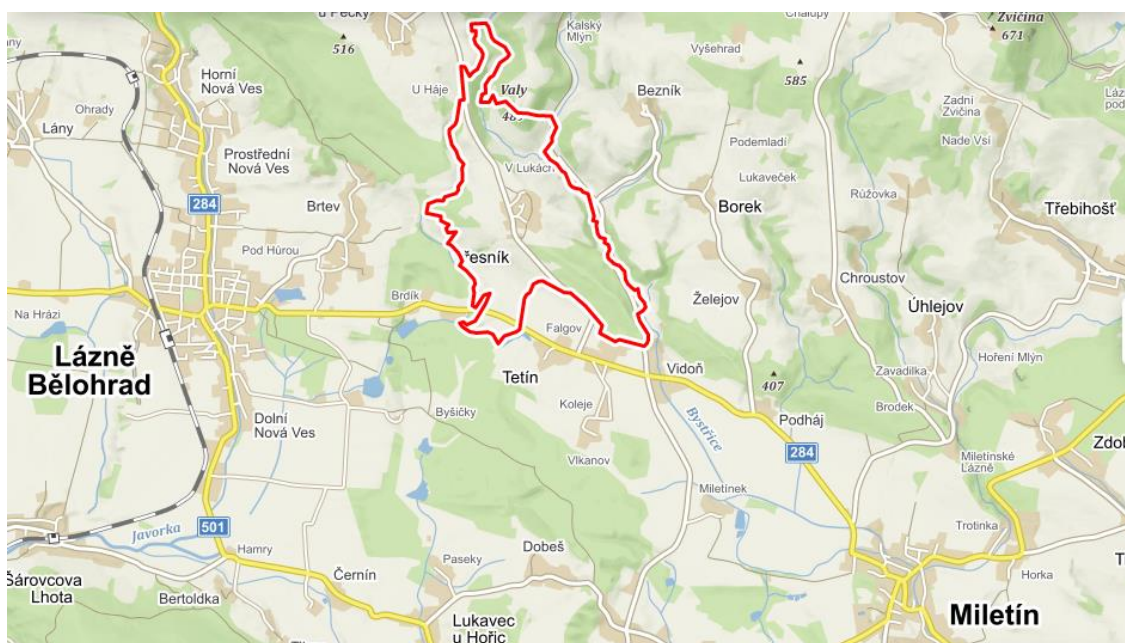 u Pecky
516
Kalský
Mlýn
Vyšehrad
Chalupy
Zvičina
671
585
Horní
Nová Ves
Ohrady
Lány
U Háje
Valy
Bezník
Zadní
Zvičina
Prostřední
Nová Ves
V Lukách
Podemladí
Nade Vsí
284
Brtev
Lukaveček
Růžovka
Borek
Třebihošť
Pod Hůrou
řesník
Chroustov
Na Hrázi
Brdík
Želejov
Úhlejov
Falgov
Lázně
Bělohrad
Tetín
Vidoň
Hoření Mlýn
Zavadilka
407
Byšičky
Koleje
Brodek
Dolní
Nová Ves
Bystřice
Podháj
284
Zdob
Vlkanov
Miletínské
Lázně
Miletínek
501
Javorka
Trotinka
Hamry
Paseky
Dobeš
Černín
Horka
Šárovcova
Lhota
Bertoldka
Lukavec
u Hořic
Miletín